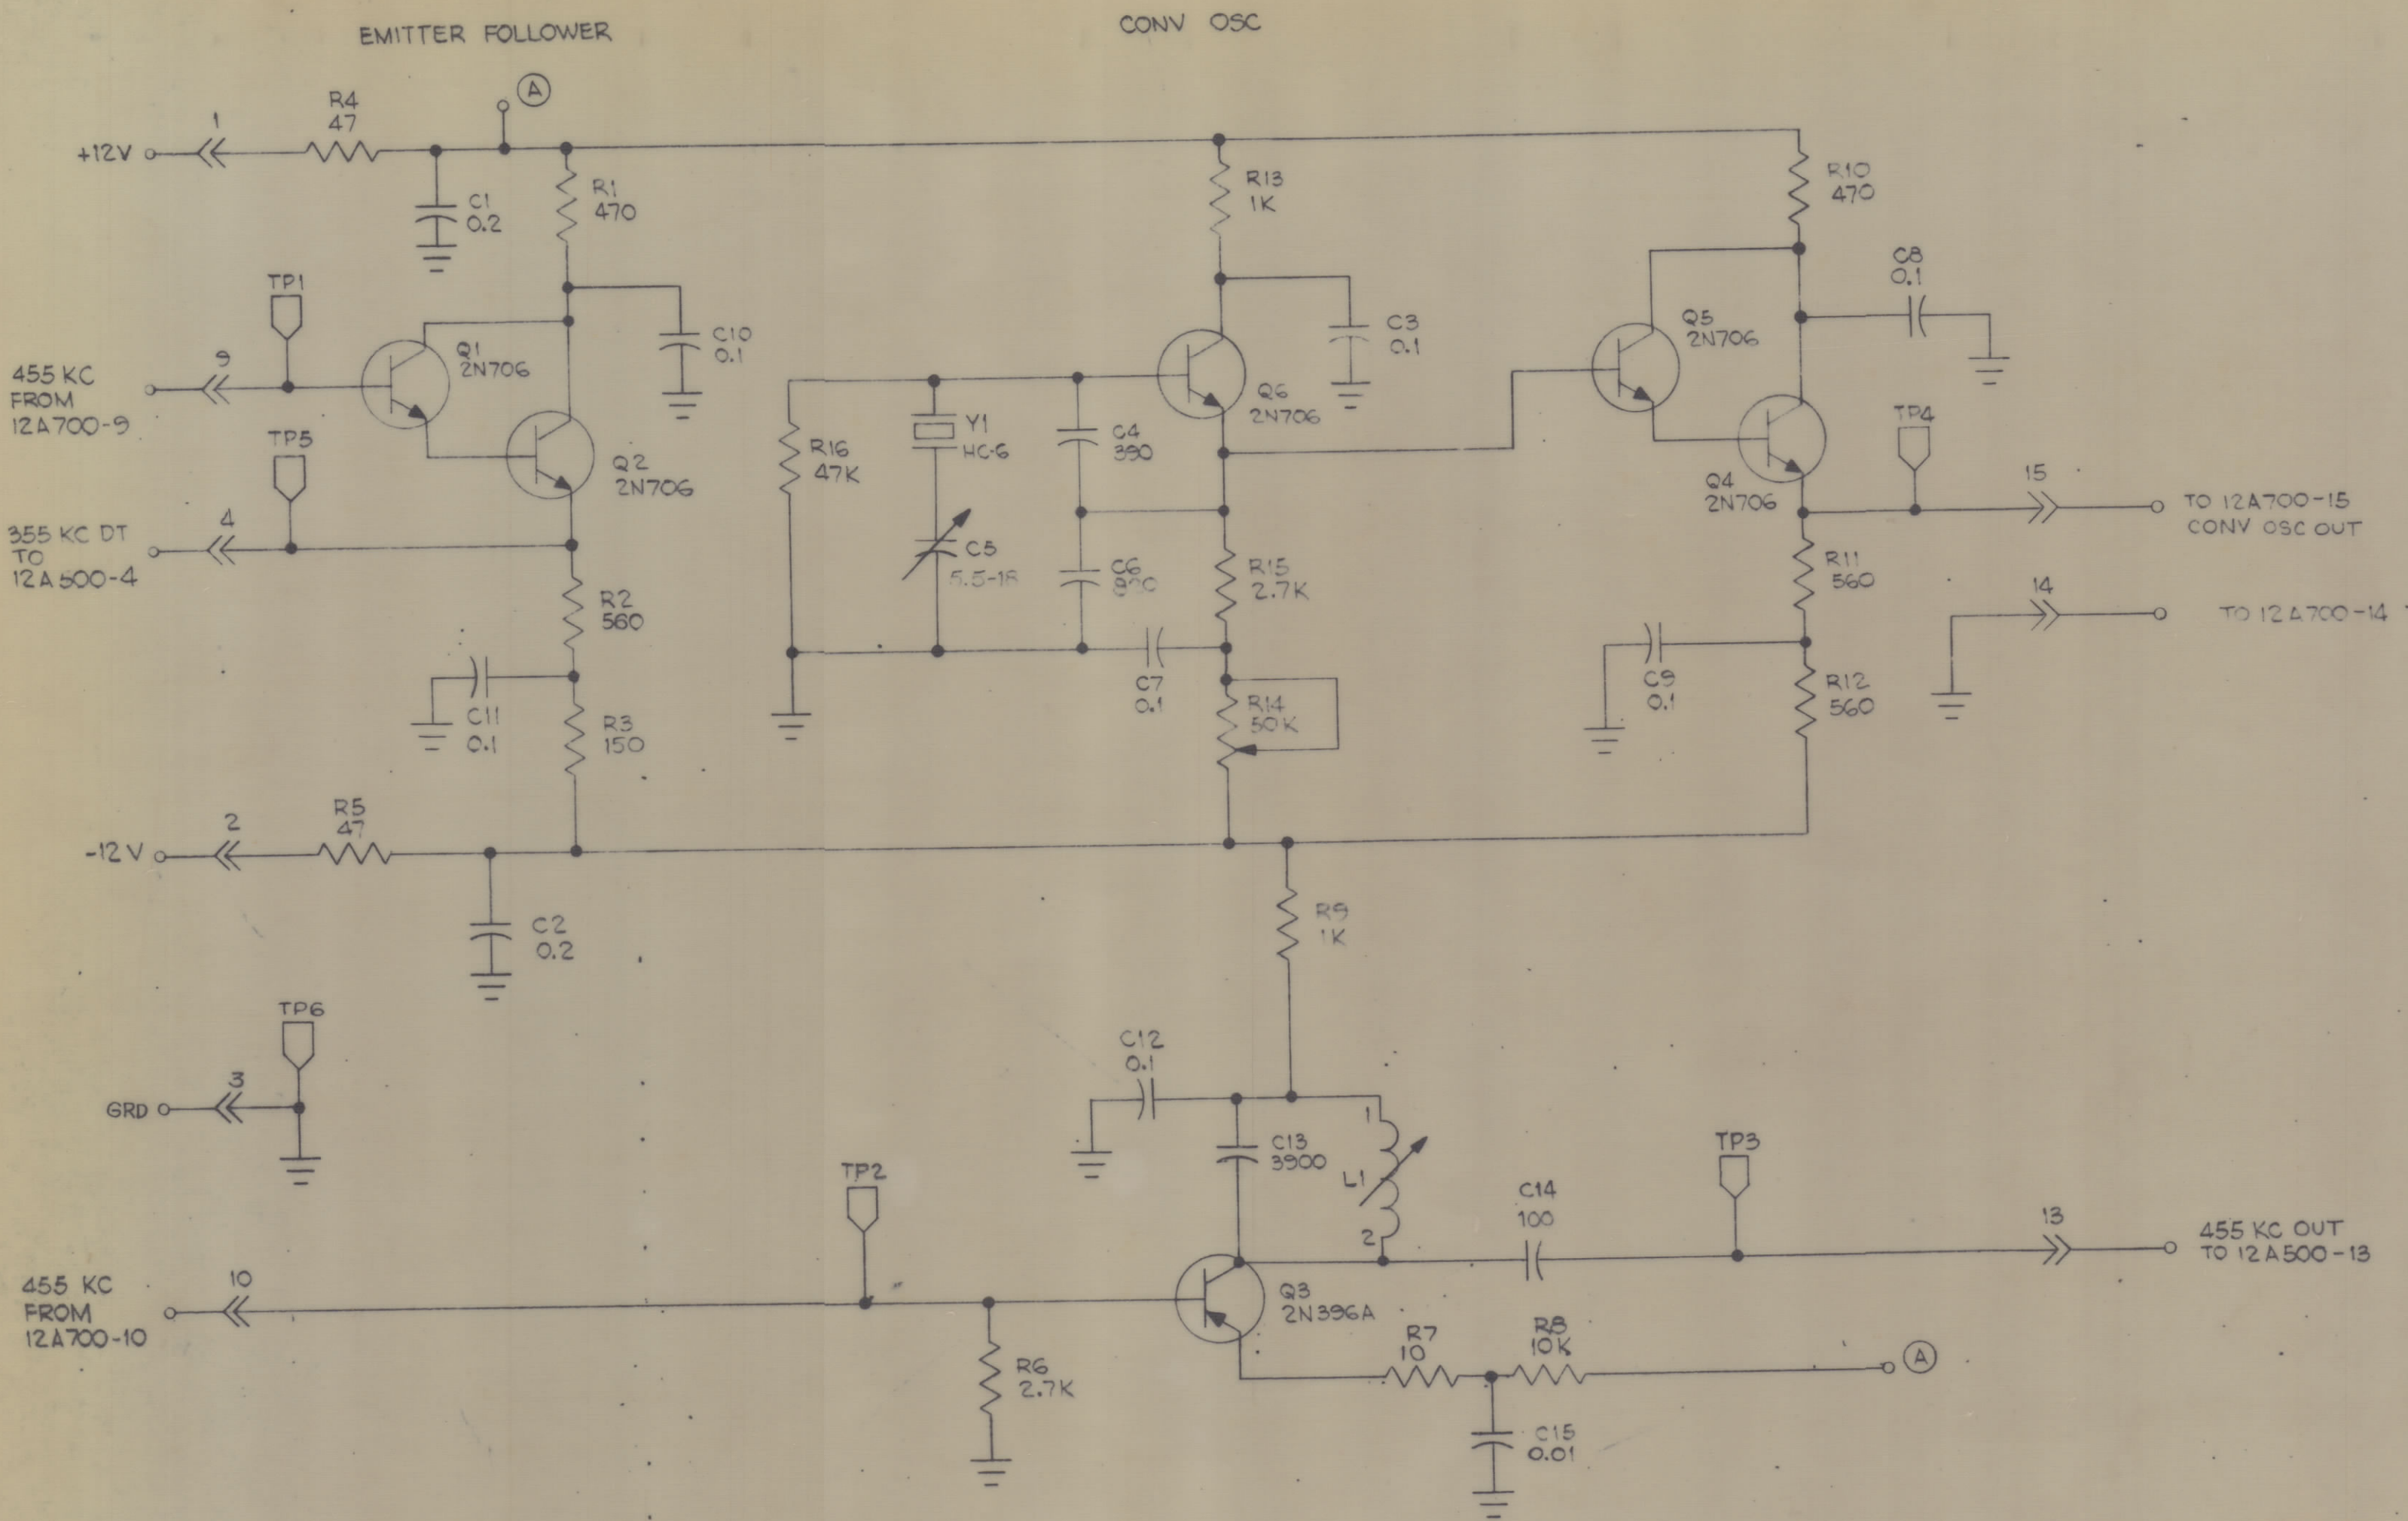 EMITTER FOLLOWER
CONV OSC
A
+12V
1
R4
47
C1
0.2
R1
470
R13
1K
R10
470
C8
0.1
TP1
455 KC
FROM
12A700-9
9
Q1
2N706
C10
0.1
TP5
Q2
2N706
355 KC DT
TO
12A500-4
4
R2
560
C11
0.1
R3
150
R16
47K
Y1
HC-6
C5
5.5-18
C4
390
C6
Q6
2N706
C3
0.1
R15
2.7K
C7
0.1
R14
50K
Q5
2N706
Q4
2N706
TP4
15
TO 12A700-15
CONV OSC OUT
14
TO 12A700-14
R11
560
C9
0.1
R12
560
-12V
2
R5
47
C2
0.2
R9
1K
TP6
GRD
3
C12
0.1
C13
3900
1
L1
2
C14
100
TP3
13
455 KC OUT
TO 12A500-13
TP2
455 KC
FROM
12A700-10
10
R6
2.7K
Q3
2N396A
R7
10
R8
10K
A
C15
0.01